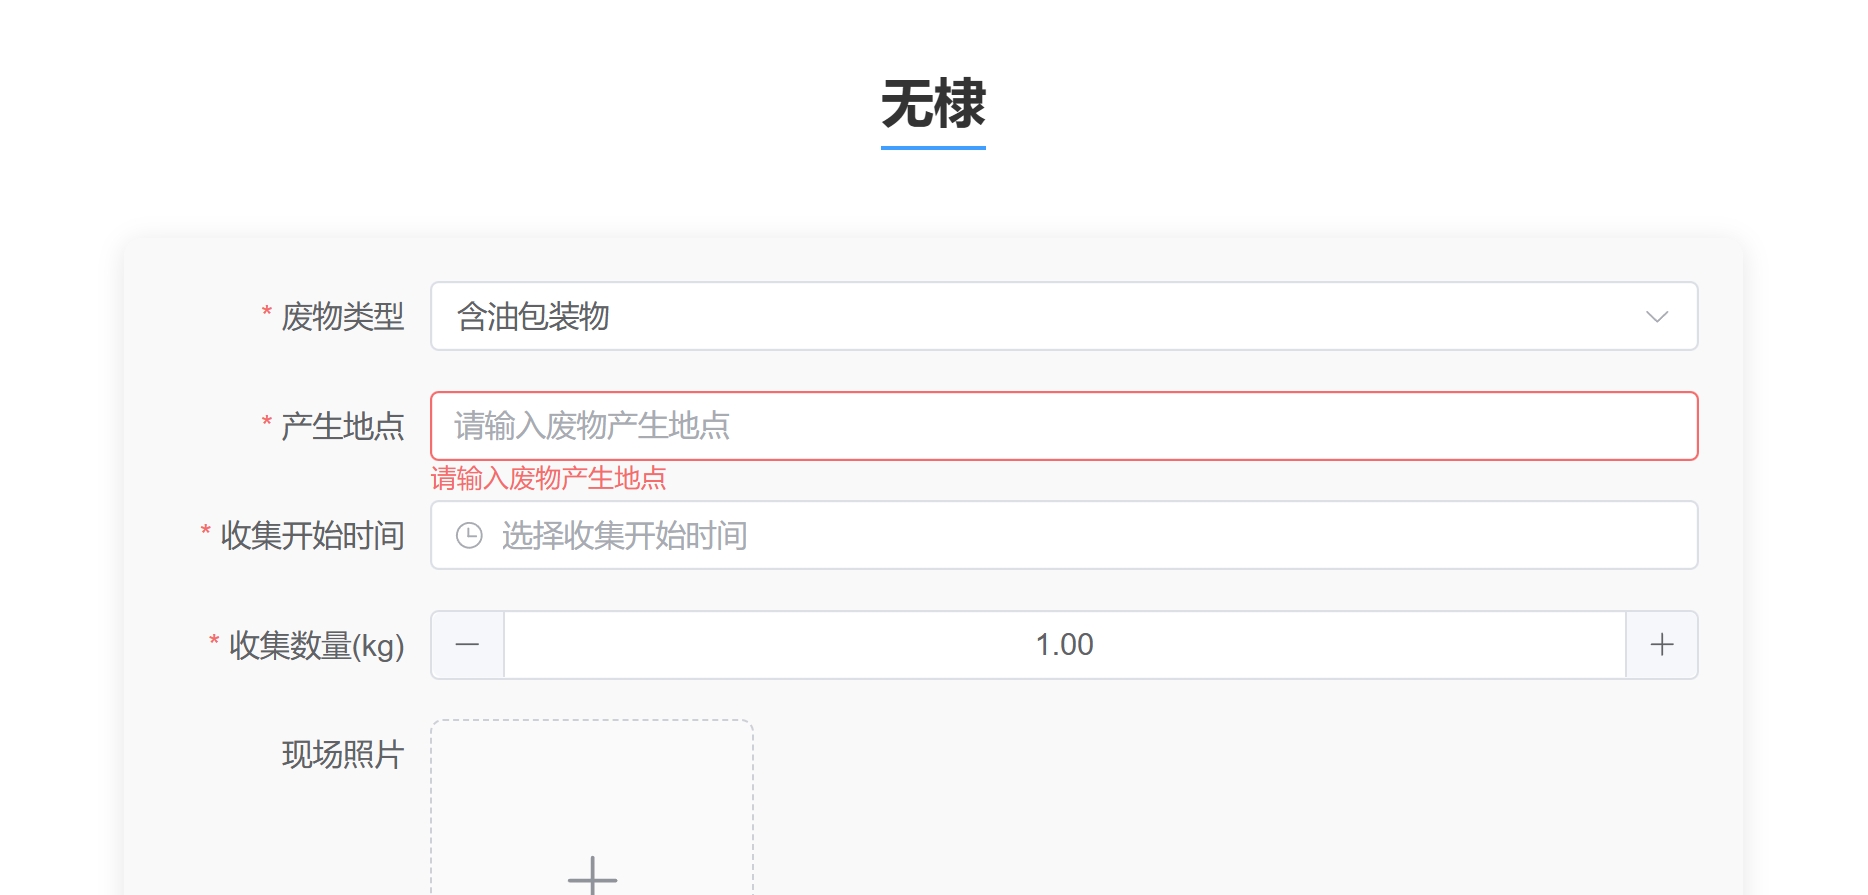 无棣
* 废物类型 含油包装物
* 产生地点 请输入废物产生地点
请输入废物产生地点
* 收集开始时间 选择收集开始时间
* 收集数量(kg) 1.00
现场照片